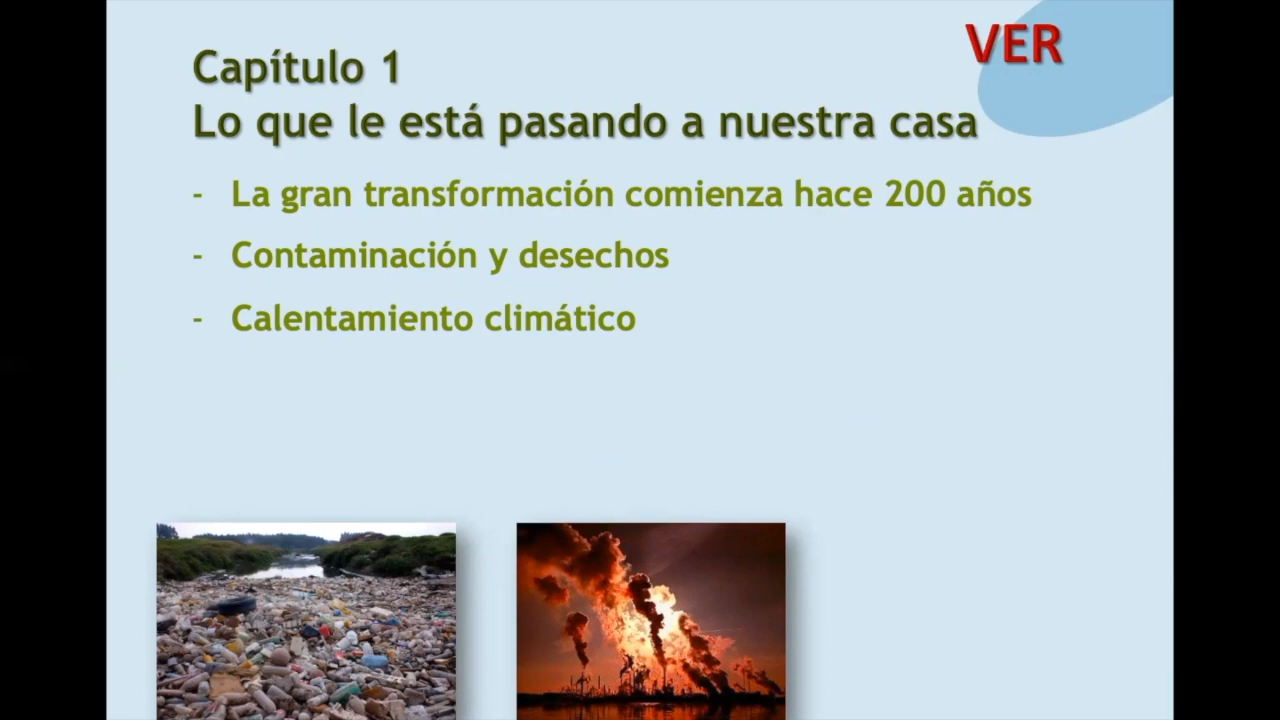 VER
Capítulo 1
Lo que le está pasando a nuestra casa
- La gran transformación comienza hace 200 años
- Contaminación y desechos
- Calentamiento climático